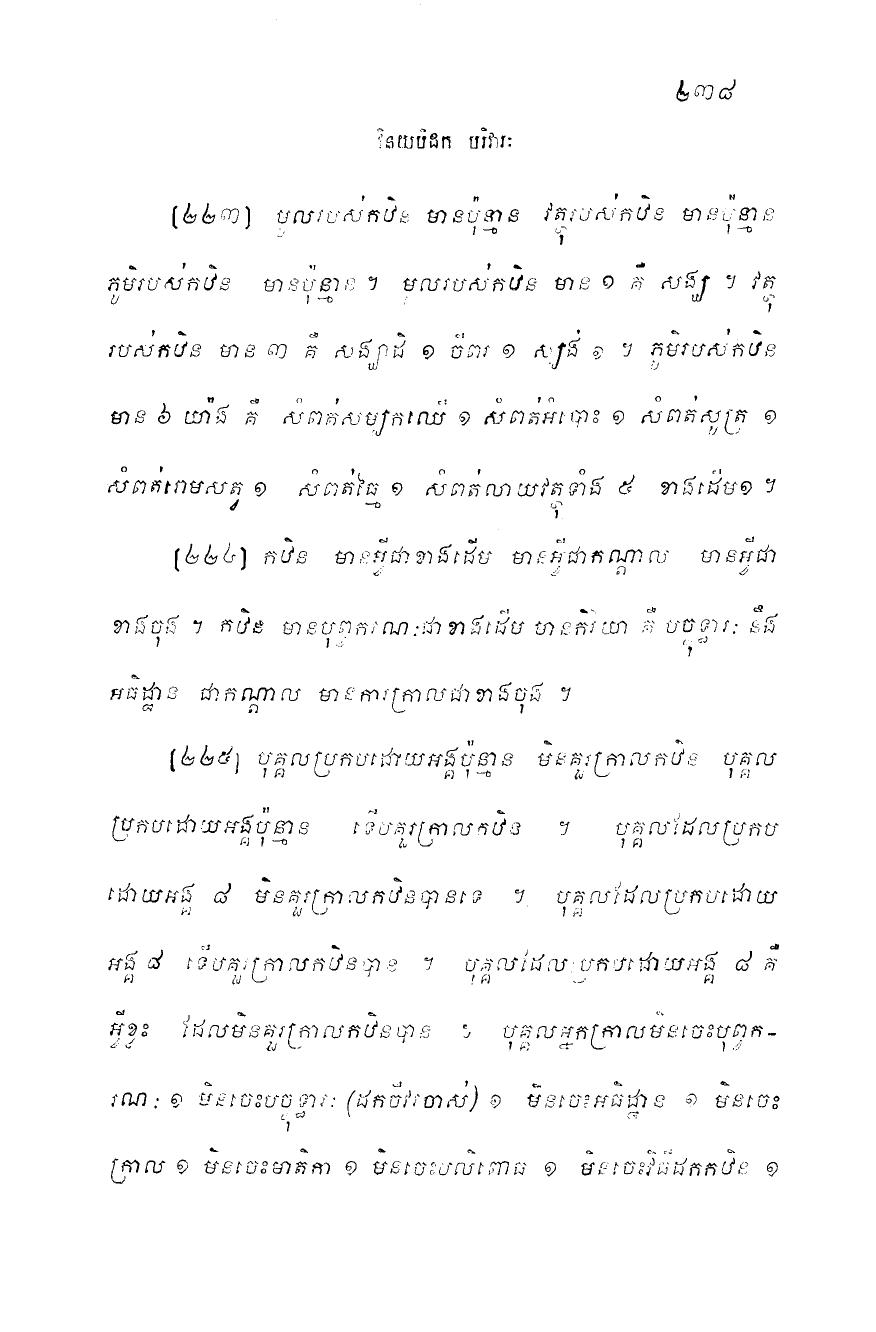 ២៣៨
វិនយបិដក បរិវារៈ
[២២៣] មូលរបស់កឋិន មានប៉ុន្មាន វត្ថុរបស់កឋិន មានប៉ុន្មាន
ភូមិរបស់កឋិន មានប៉ុន្មាន ។ មូលរបស់កឋិន មាន ១ គឺ សង្ឃ ។ វត្ថុ
របស់កឋិន មាន ៣ គឺ សង្ឃាដិ ១ ចីពរ ១ ស្បង់ ១ ។ ភូមិរបស់កឋិន
មាន ៦ យ៉ាង គឺ សំពត់សម្បកឈើ ១ សំពត់អំបោះ ១ សំពត់សូត្រ ១
សំពត់រោមសត្វ ១ សំពត់ធ្មៃ ១ សំពត់លាយវត្ថុទាំង ៥ ខាងដើម១ ។
[២២៤] កឋិន មានអ្វីជាខាងដើម មានអ្វីជាកណ្តាល មានអ្វីជា
ខាងចុង ។ កឋិន មានបុព្វករណៈជាខាងដើម មានកិរិយា គឺ បច្ចុទ្ធារៈ នឹង
អធិដ្ឋាន ជាកណ្តាល មានការក្រាលជាខាងចុង ។
[២២៥] បុគ្គលប្រកបដោយអង្គប៉ុន្មាន មិនគួរក្រាលកឋិន បុគ្គល
ប្រកបដោយអង្គប៉ុន្មាន ទើបគួរក្រាលកឋិន ។ បុគ្គលដែលប្រកប
ដោយអង្គ ៨ មិនគួរក្រាលកឋិនបានទេ ។ បុគ្គលដែលប្រកបដោយ
អង្គ ៨ ទើបគួរក្រាលកឋិនបាន ។ បុគ្គលដែលប្រកបដោយអង្គ ៨ គឺ
អ្វីខ្លះ ដែលមិនគួរក្រាលកឋិនបាន ។ បុគ្គលអ្នកក្រាលមិនចេះបុព្វក-
រណៈ ១ មិនចេះបច្ចុទ្ធារៈ (ដកចីវរចាស់) ១ មិនចេះអធិដ្ឋាន ១ មិនចេះ
ក្រាល ១ មិនចេះមាតិកា ១ មិនចេះបលិពោធ ១ មិនចេះវិធីដកកឋិន ១